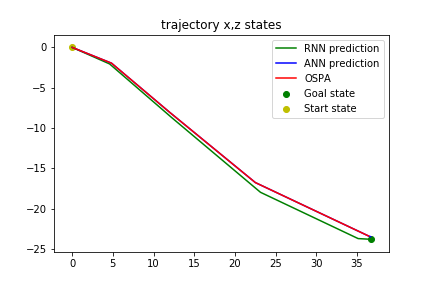 trajectory x,z states
RNN prediction
ANN prediction
OSPA
Goal state
Start state
0
−5
−10
−15
−20
−25
0 5 10 15 20 25 30 35